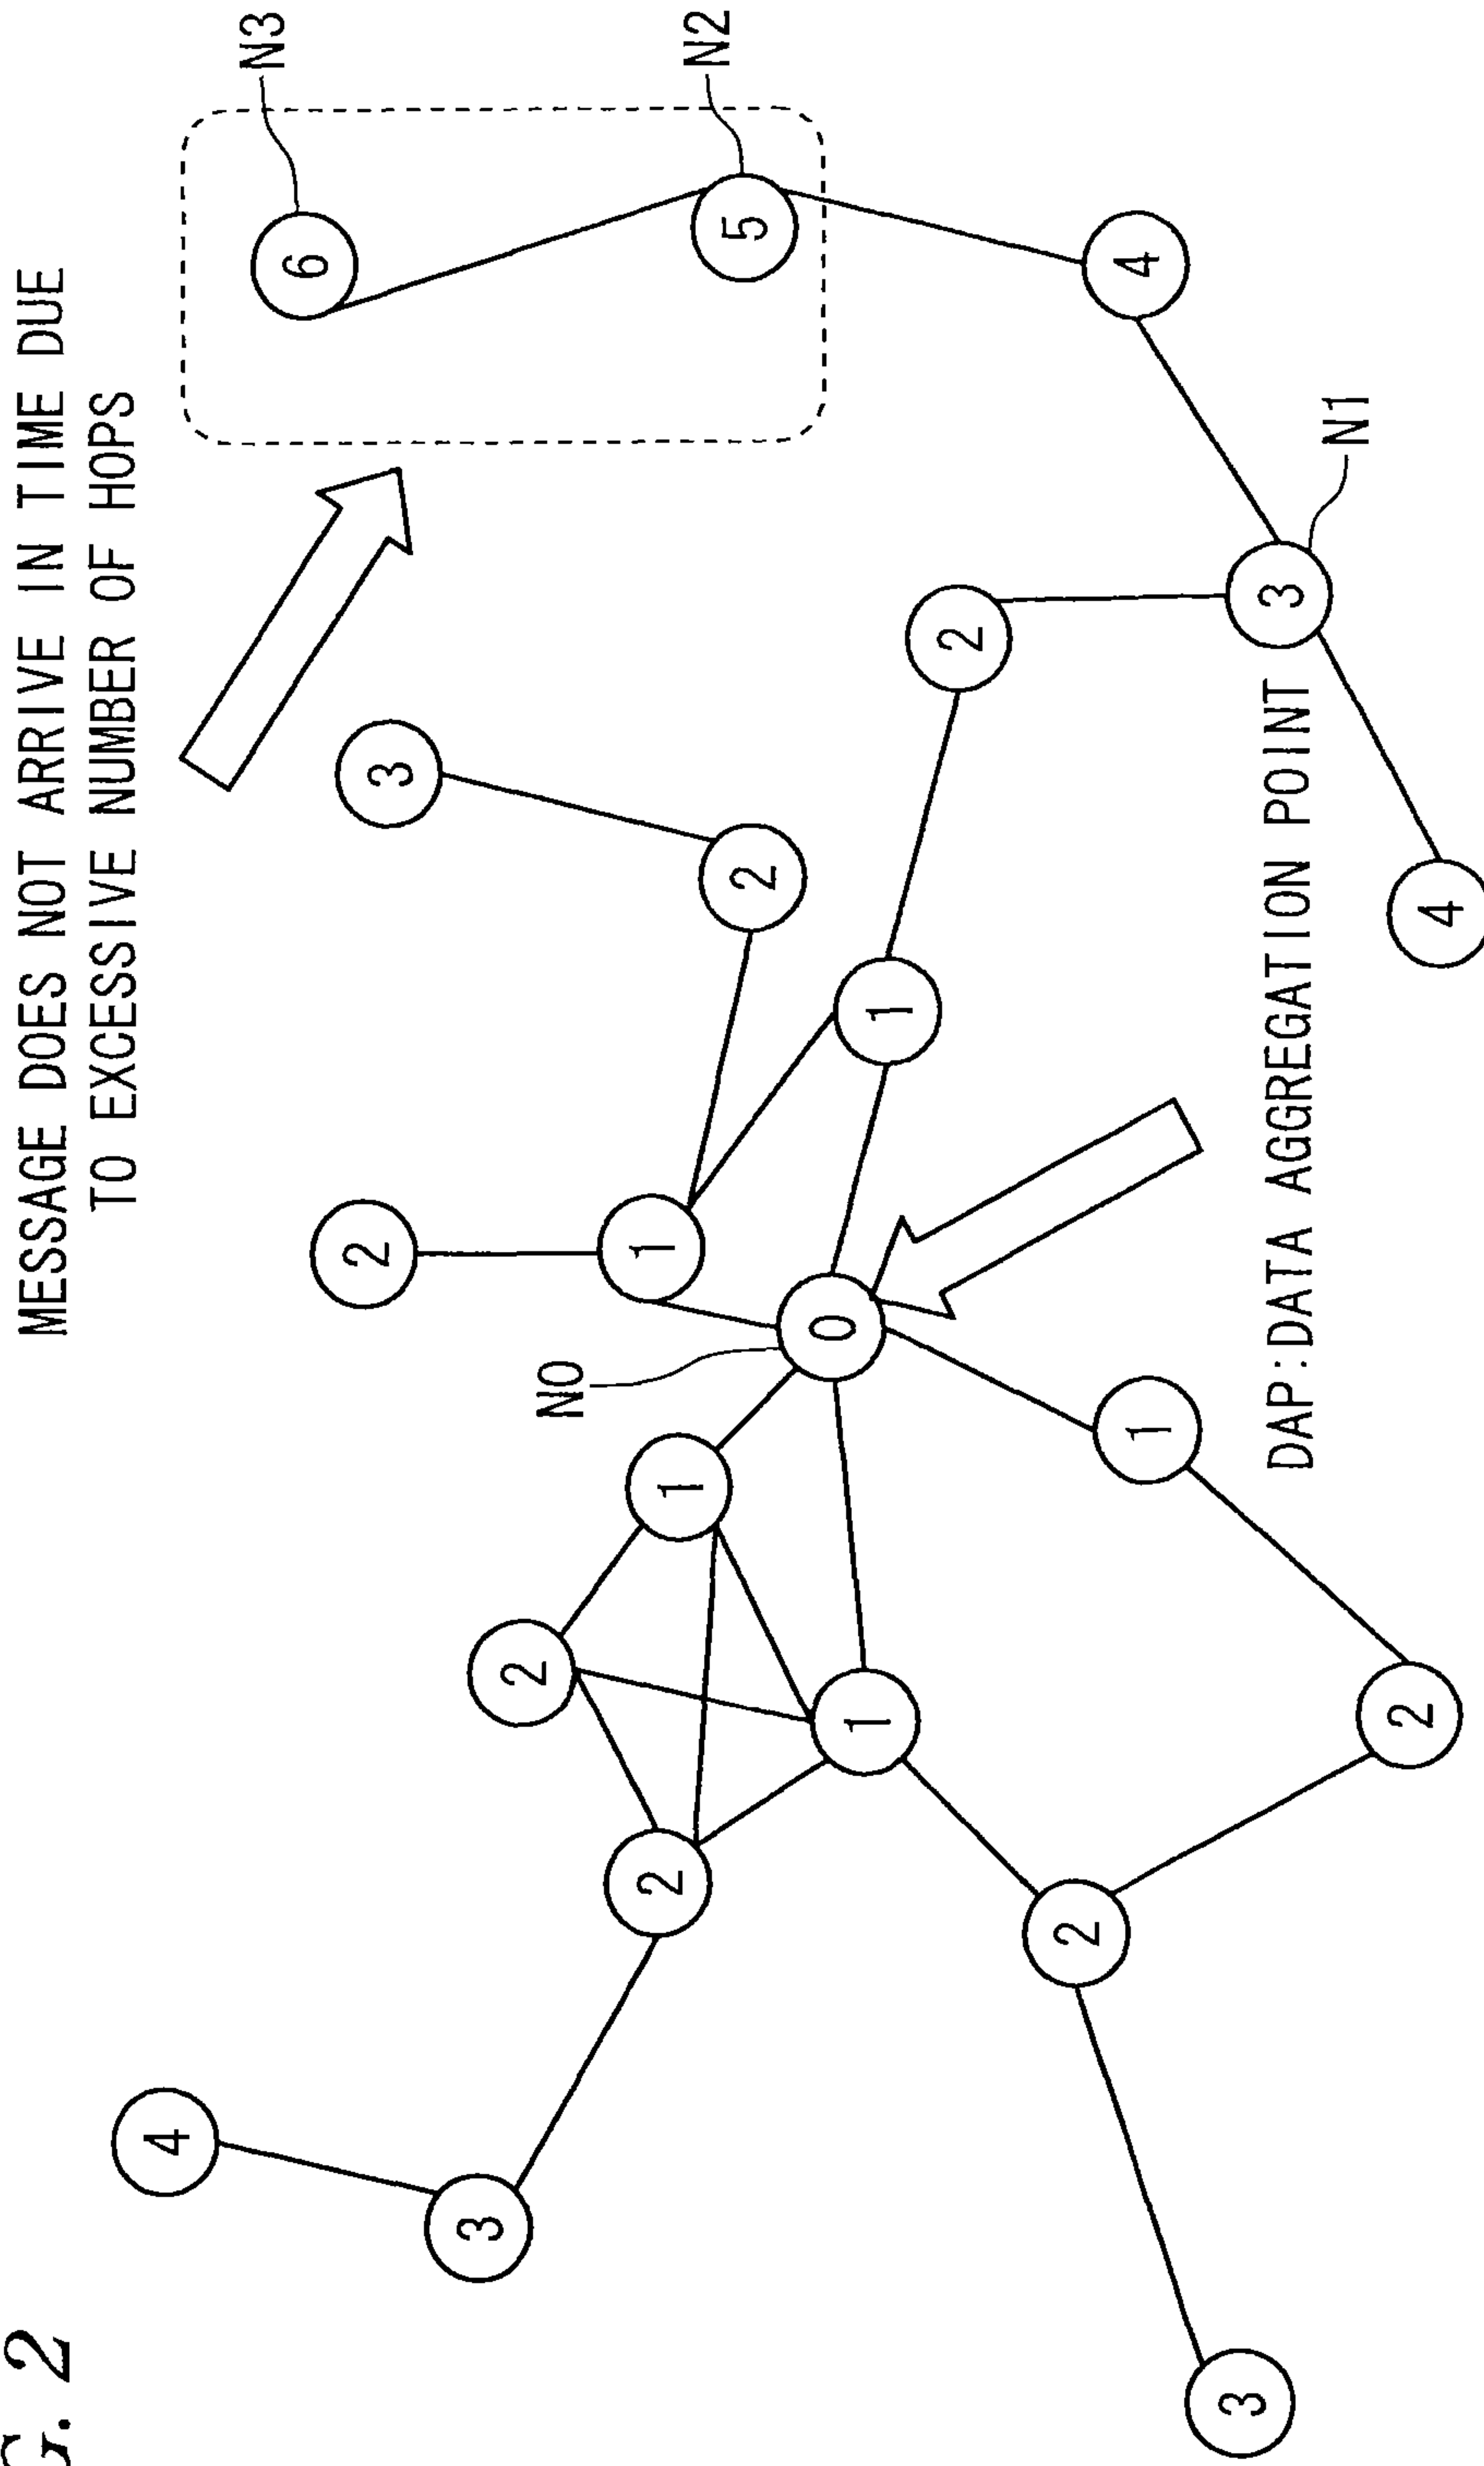 G. 2
MESSAGE DOES NOT ARRIVE IN TIME DUE
TO EXCESSIVE NUMBER OF HOPS
4
N3
6
2
3
3
2
N0
1
2
1
N2
5
2
0
1
1
2
2
4
1
3
3
DAP:DATA AGGREGATION POINT
N1
2
4